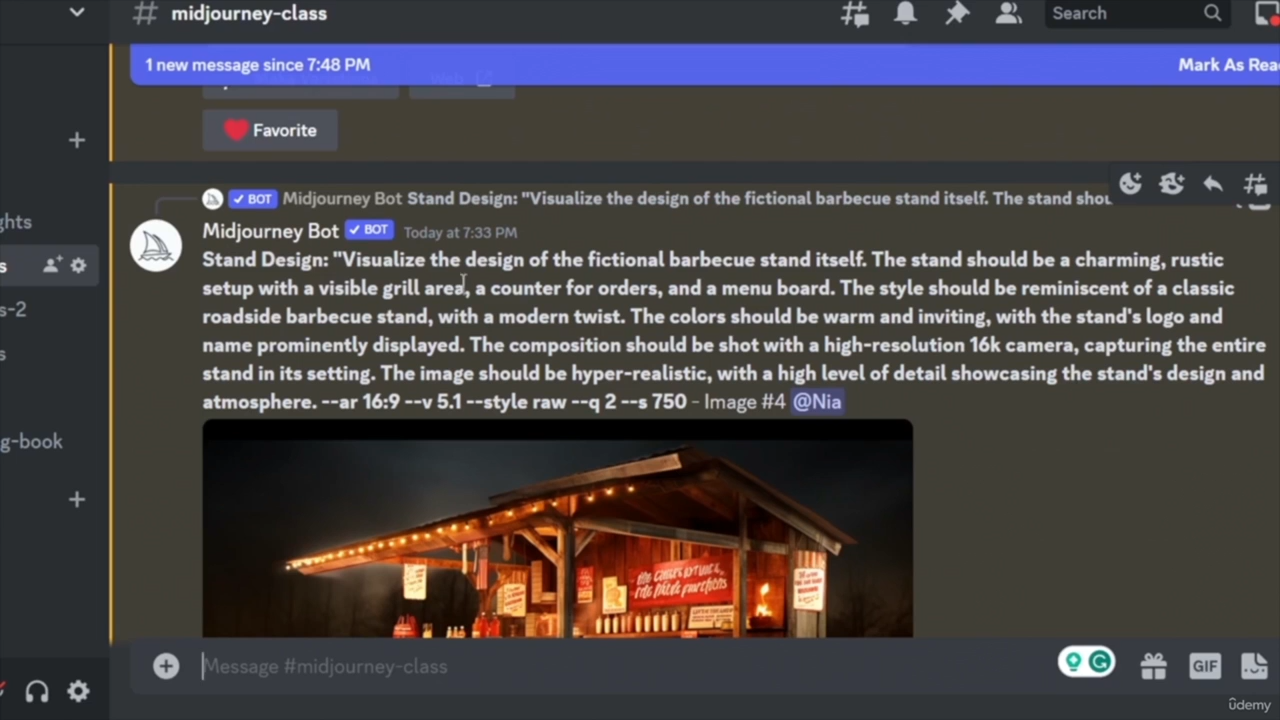 # midjourney-class
Search
1 new message since 7:48 PM
Mark As Rea
Web
Favorite
BOT Midjourney Bot Stand Design: "Visualize the design of the fictional barbecue stand itself. The stand shou
Midjourney Bot BOT Today at 7:33 PM
Stand Design: "Visualize the design of the fictional barbecue stand itself. The stand should be a charming, rustic
setup with a visible grill area, a counter for orders, and a menu board. The style should be reminiscent of a classic
roadside barbecue stand, with a modern twist. The colors should be warm and inviting, with the stand's logo and
name prominently displayed. The composition should be shot with a high-resolution 16k camera, capturing the entire
stand in its setting. The image should be hyper-realistic, with a high level of detail showcasing the stand's design and
atmosphere. --ar 16:9 --v 5.1 --style raw --q 2 --s 750 - Image #4 @Nia
ghts
s
s-2
s
g-book
Message #midjourney-class
GIF
ûdemy